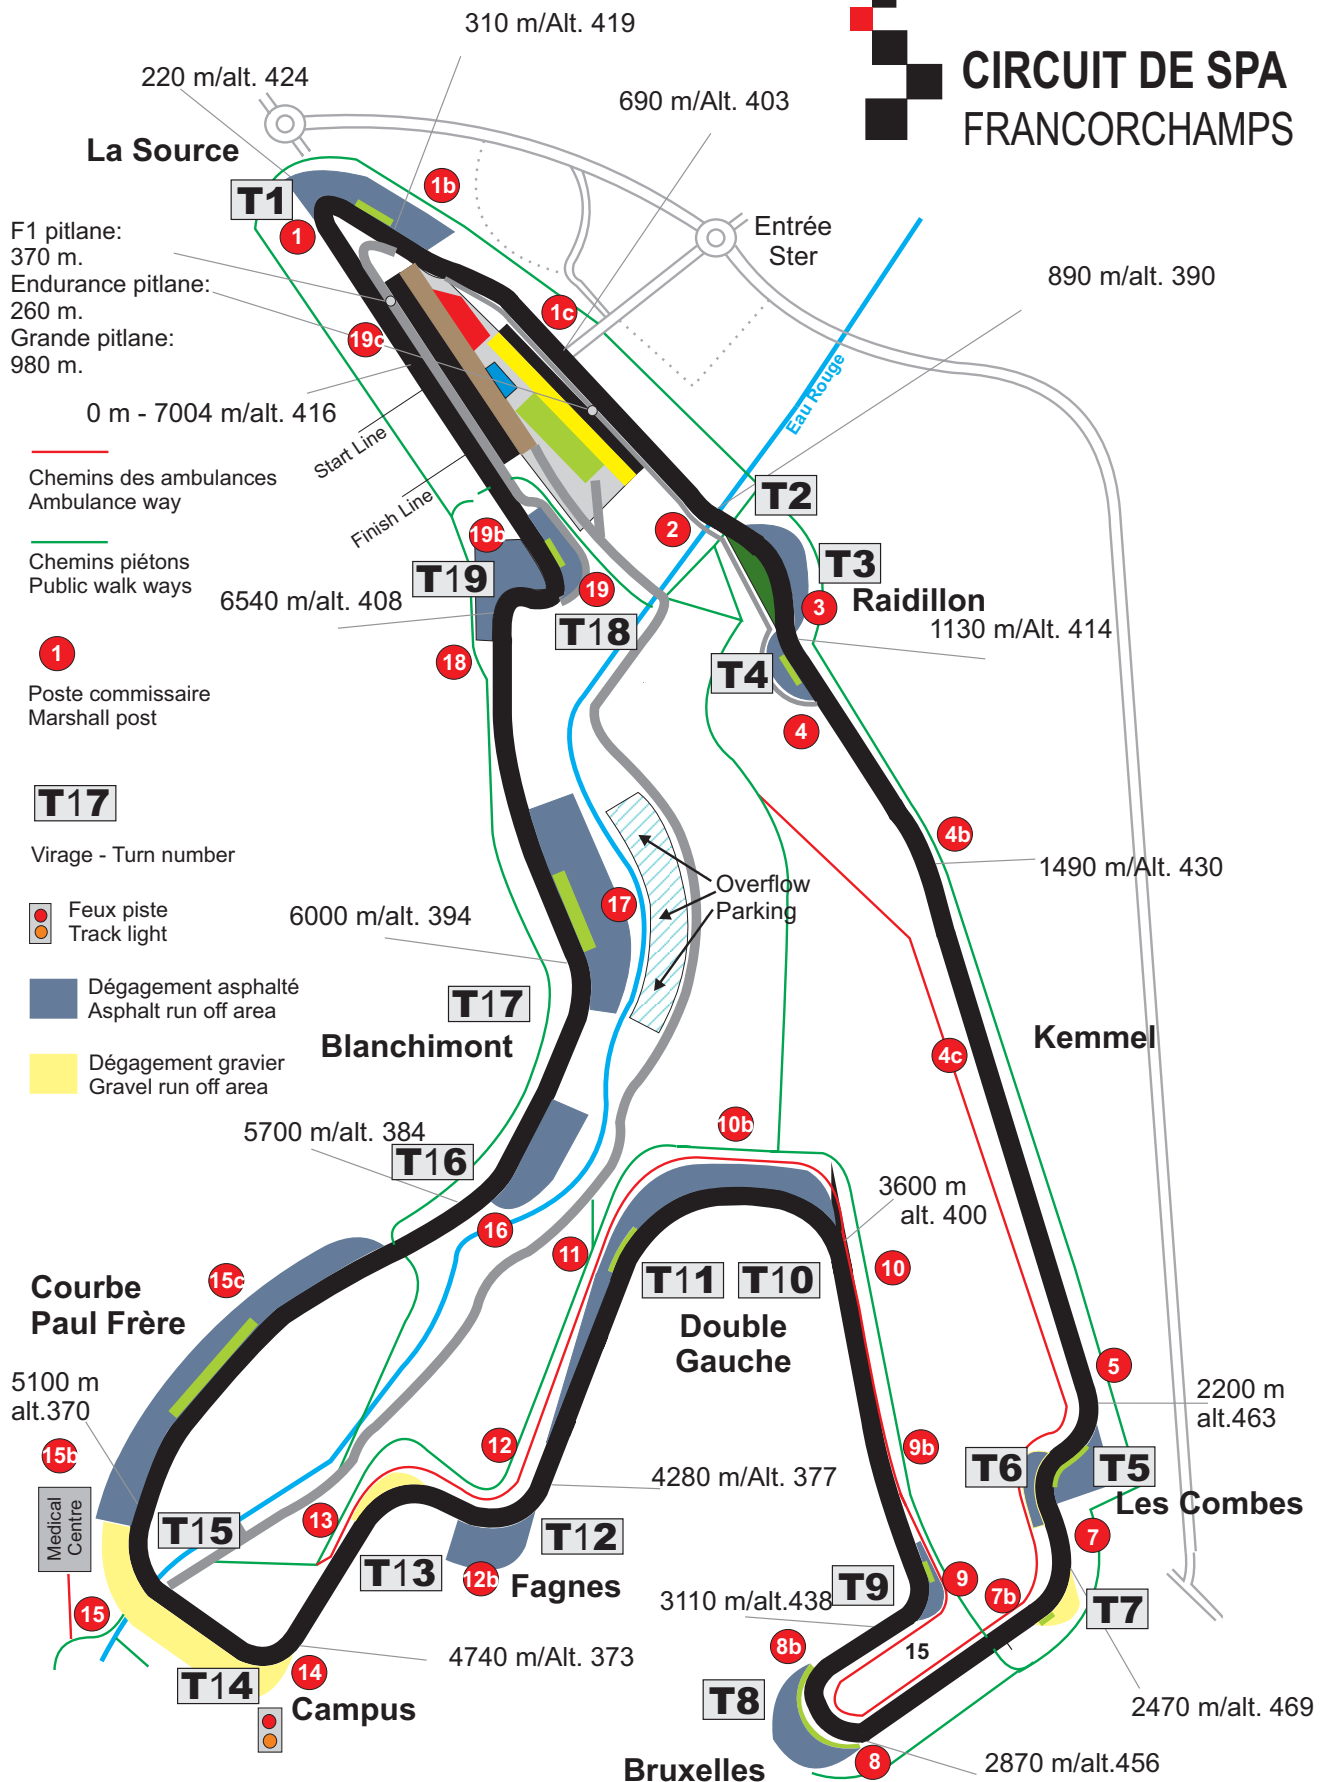 310 m/Alt. 419
220 m/alt. 424
690 m/Alt. 403
CIRCUIT DE SPA
FRANCORCHAMPS
La Source
T1
1b
1
Entrée
Ster
F1 pitlane:
370 m.
Endurance pitlane:
260 m.
Grande pitlane:
980 m.
890 m/alt. 390
1c
19c
0 m - 7004 m/alt. 416
Eau Rouge
Start Line
Finish Line
Chemins des ambulances
Ambulance way
Chemins piétons
Public walk ways
T2
2
19b
T19
19
T3
3
Raidillon
6540 m/alt. 408
T18
1130 m/Alt. 414
1
18
T4
4
Poste commissaire
Marshall post
T17
Virage - Turn number
4b
1490 m/Alt. 430
Overflow
Parking
17
Feux piste
Track light
6000 m/alt. 394
Dégagement asphalté
Asphalt run off area
T17
Blanchimont
Kemmel
4c
Dégagement gravier
Gravel run off area
5700 m/alt. 384
10b
T16
3600 m
alt. 400
16
11
10
15c
Courbe
Paul Frère
T11
T10
Double
Gauche
5
5100 m
alt.370
2200 m
alt.463
15b
12
9b
4280 m/Alt. 377
T6
T5
Les Combes
Medical
Centre
T15
13
T12
7
T13
12b
Fagnes
T9
9
7b
T7
15
3110 m/alt.438
8b
15
4740 m/Alt. 373
14
T14
Campus
T8
2470 m/alt. 469
Bruxelles
8
2870 m/alt.456